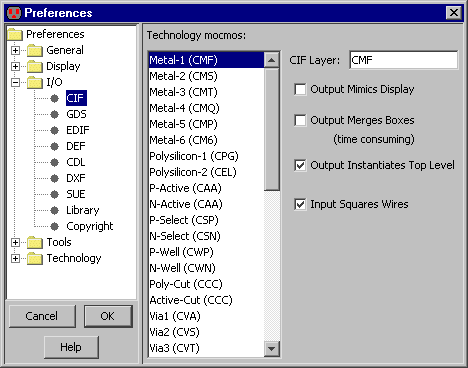 Preferences
Preferences
General
Display
I/O
CIF
GDS
EDIF
DEF
CDL
DXF
SUE
Library
Copyright
Tools
Technology
Cancel
OK
Help
Technology mocmos:
Metal-1 (CMF)
Metal-2 (CMS)
Metal-3 (CMT)
Metal-4 (CMQ)
Metal-5 (CMP)
Metal-6 (CM6)
Polysilicon-1 (CPG)
Polysilicon-2 (CEL)
P-Active (CAA)
N-Active (CAA)
P-Select (CSP)
N-Select (CSN)
P-Well (CWP)
N-Well (CWN)
Poly-Cut (CCC)
Active-Cut (CCC)
Via1 (CVA)
Via2 (CVS)
Via3 (CVT)
CIF Layer: CMF
Output Mimics Display
Output Merges Boxes
(time consuming)
Output Instantiates Top Level
Input Squares Wires